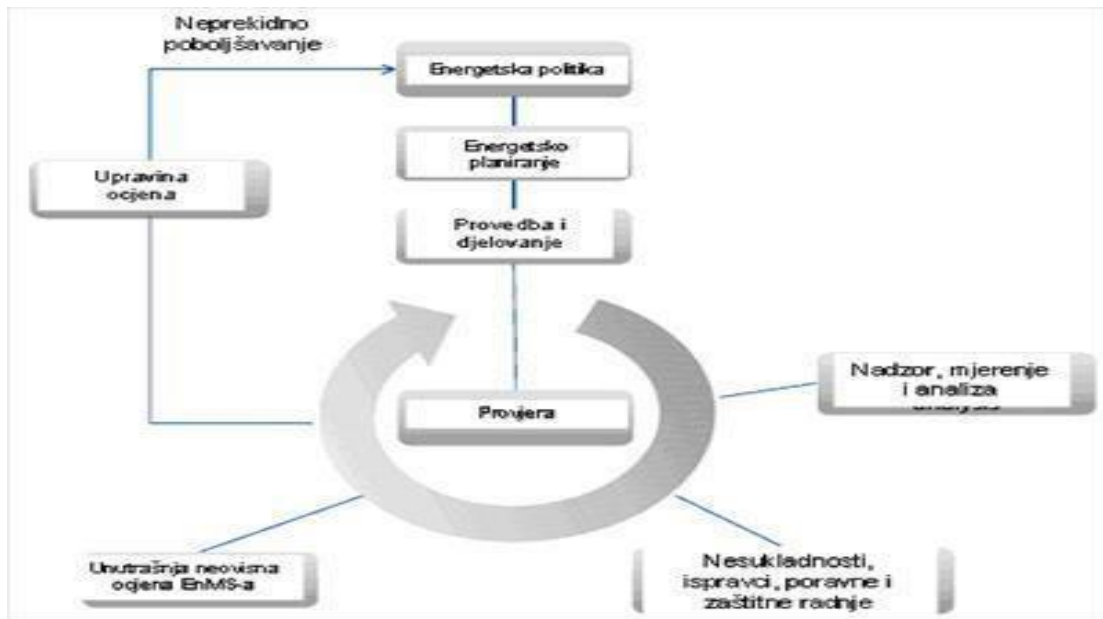 Neprekidno
poboljšavanje
Energetska politika
Energetsko
planiranje
Upravina
ocjena
Provedba i
djelovanje
Nadzor, mjerenje
i analiza
analysis
Provjera
Unutrašnja neovisna
ocjena EnMS-a
Nesukladnosti,
ispravci, poravne i
zaštitne radnje